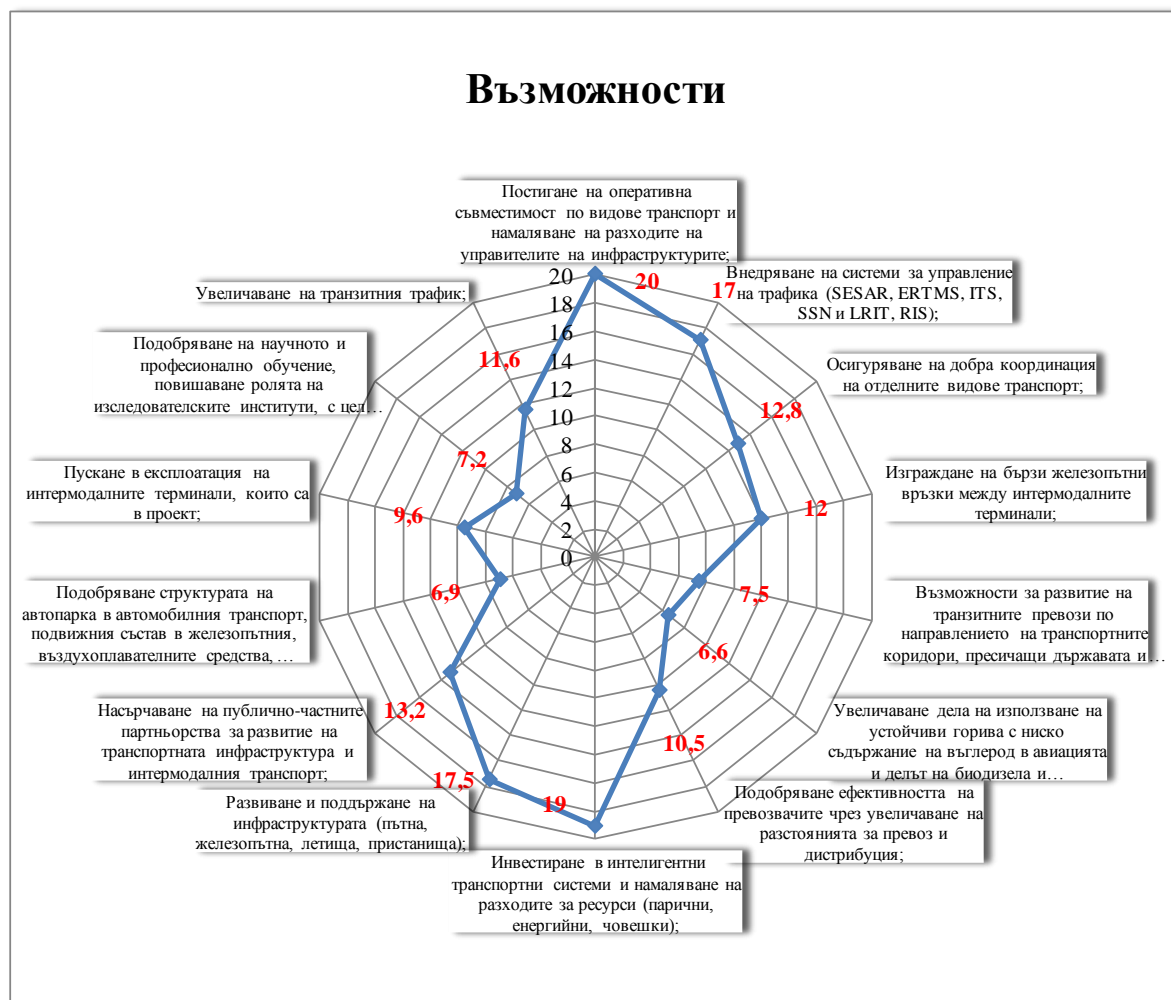 Възможности
Постигане на оперативна
съвместимост по видове транспорт и
намаляване на разходите на
управителите на инфраструктурите;
Внедряване на системи за управление
на трафика (SESAR, ERTMS, ITS,
SSN и LRIT, RIS);
Осигуряване на добра координация
на отделните видове транспорт;
Изграждане на бързи железопътни
връзки между интермодалните
терминали;
Възможности за развитие на
транзитните превози по
направлението на транспортните
коридори, пресичащи държавата и …
Увеличаване дела на използване на
устойчиви горива с ниско
съдържание на въглерод в авиацията
и делът на биодизела и…
Подобряване ефективността на
превозвачите чрез увеличаване на
разстоянията за превоз и
дистрибуция;
Инвестиране в интелигентни
транспортни системи и намаляване на
разходите за ресурси (парични,
енергийни, човешки);
Развиване и поддържане на
инфраструктурата (пътна,
железопътна, летища, пристанища);
Насърчаване на публично-частните
партньорства за развитие на
транспортната инфраструктура и
интермодалния транспорт;
Подобряване структурата на
автопарка в автомобилния транспорт,
подвижния състав в железопътния,
въздухоплавателните средства, …
Пускане в експлоатация на
интермодалните терминали, които са
в проект;
Подобряване на научното и
професионално обучение,
повишаване ролята на
изследователските институти, с цел…
Увеличаване на транзитния трафик;
20
18
16
14
12
10
8
6
4
2
0
20
17
12,8
12
7,5
6,6
10,5
19
17,5
13,2
6,9
9,6
7,2
11,6